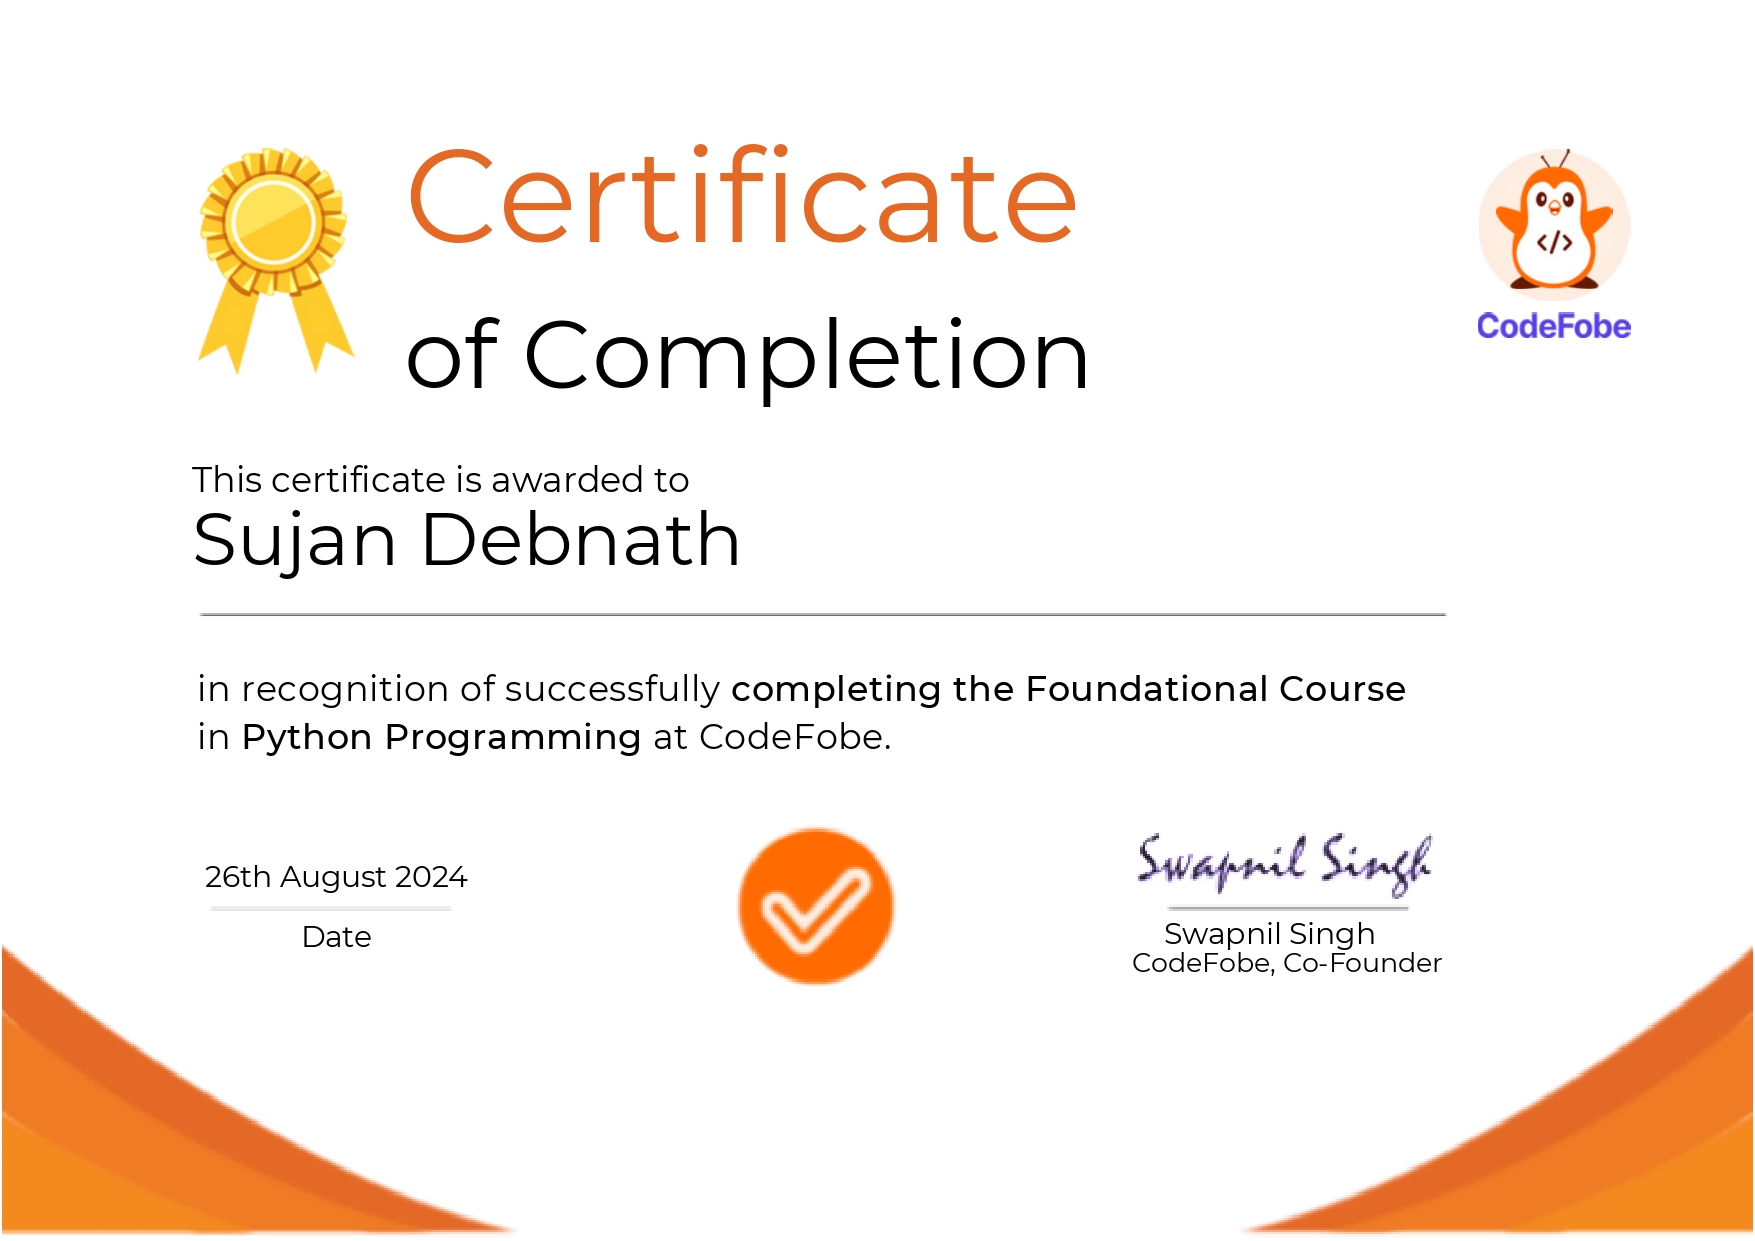 Certificate
of Completion
</>
CodeFobe
This certificate is awarded to
Sujan Debnath
in recognition of successfully completing the Foundational Course
in Python Programming at CodeFobe.
26th August 2024
Date
Swapnil Singh
Swapnil Singh
CodeFobe, Co-Founder